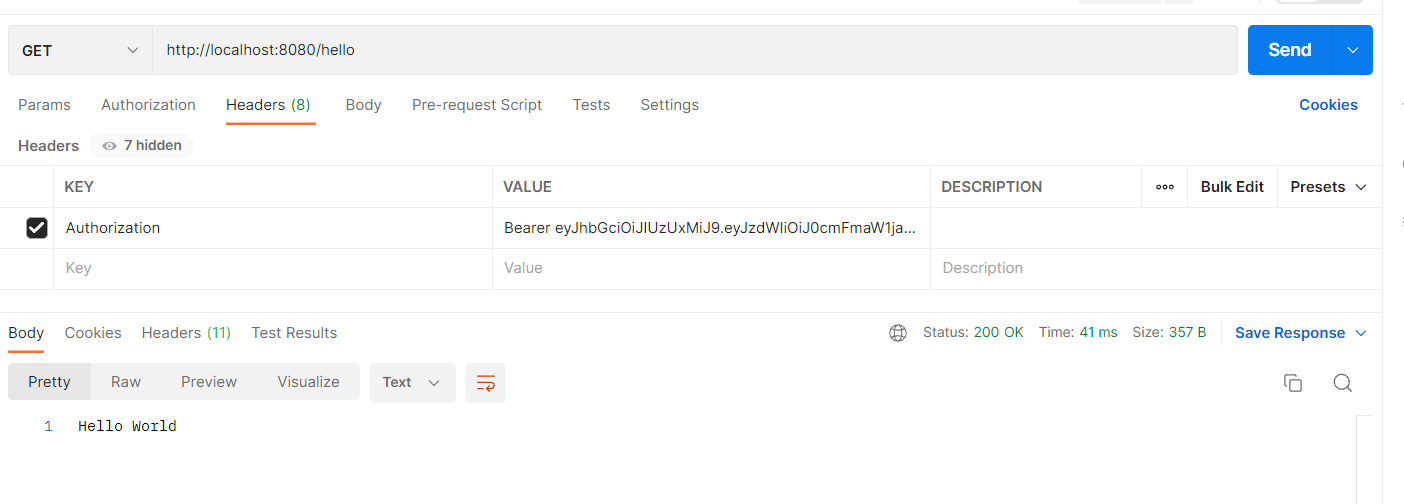 GET http://localhost:8080/hello Send
Params Authorization Headers (8) Body Pre-request Script Tests Settings Cookies
Headers 7 hidden
KEY VALUE DESCRIPTION Bulk Edit Presets
Authorization Bearer eyJhbGciOiJIUzUxMiJ9.eyJzdWIiOiJ0cmFmaW1ja...
Key Value Description
Body Cookies Headers (11) Test Results Status: 200 OK Time: 41 ms Size: 357 B Save Response
Pretty Raw Preview Visualize Text
1 Hello World